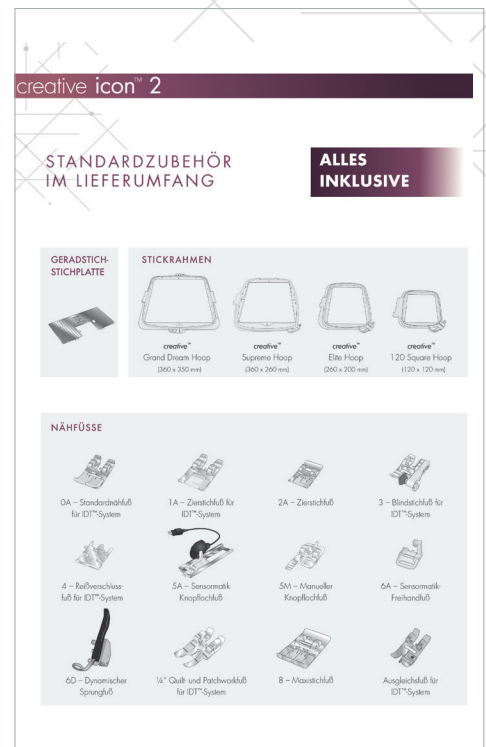 creative icon™ 2
STANDARDZUBEHÖR
IM LIEFERUMFANG
ALLES
INKLUSIVE
GERADSTICH-
STICHPLATTE
STICKRAHMEN
creative™
Grand Dream Hoop
(360 x 350 mm)
creative™
Supreme Hoop
(360 x 260 mm)
creative™
Elite Hoop
(260 x 200 mm)
creative™
120 Square Hoop
(120 x 120 mm)
NÄHFÜSSE
0A – Standardnähfuß
für IDT™-System
1A – Zierstichfuß für
IDT™-System
2A – Zierstichfuß
3 – Blindstichfuß für
IDT™-System
4 – Reißverschluss-
fuß für IDT™-System
5A – Sensormatik
Knopflochfuß
5M – Manueller
Knopflochfuß
6A – Sensormatik-
Freihandfuß
6D – Dynamischer
Sprungfuß
¼" Quilt- und Patchworkfuß
für IDT™-System
8 – Maxistichfuß
Ausgleichsfuß für
IDT™-System